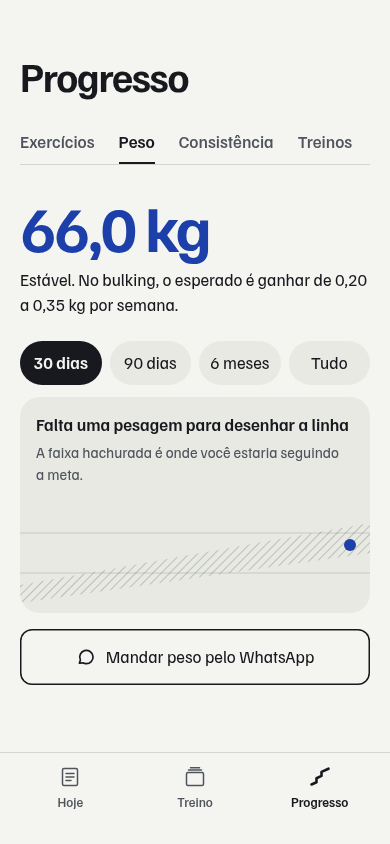 Progresso
Exercícios Peso Consistência Treinos
66,0 kg
Estável. No bulking, o esperado é ganhar de 0,20
a 0,35 kg por semana.
30 dias 90 dias 6 meses Tudo
Falta uma pesagem para desenhar a linha
A faixa hachurada é onde você estaria seguindo
a meta.
Mandar peso pelo WhatsApp
Hoje Treino Progresso